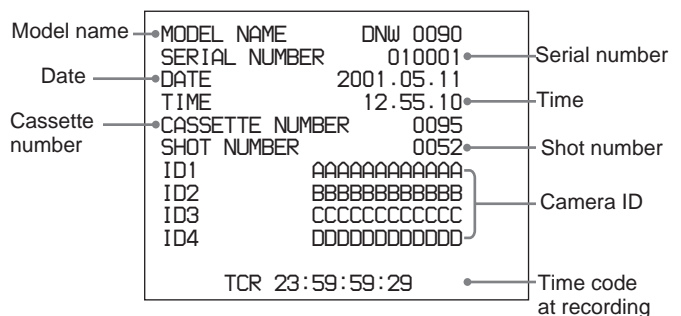 Model name
MODEL NAME DNW 0090
SERIAL NUMBER 010001
Serial number
Date
DATE 2001.05.11
TIME 12.55.10
Time
Cassette
number
CASSETTE NUMBER 0095
SHOT NUMBER 0052
Shot number
ID1 AAAAAAAAAAAA
ID2 BBBBBBBBBBBB
ID3 CCCCCCCCCCCC
ID4 DDDDDDDDDDDD
Camera ID
TCR 23:59:59:29
Time code
at recording